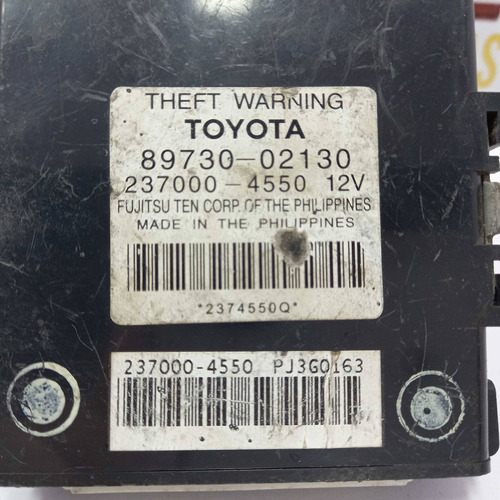 THEFT WARNING
TOYOTA
89730-02130
237000-4550 12V
FUJITSU TEN CORP. OF THE PHILIPPINES
MADE IN THE PHILIPPINES
*2374550Q*
237000-4550 PJ3G0163